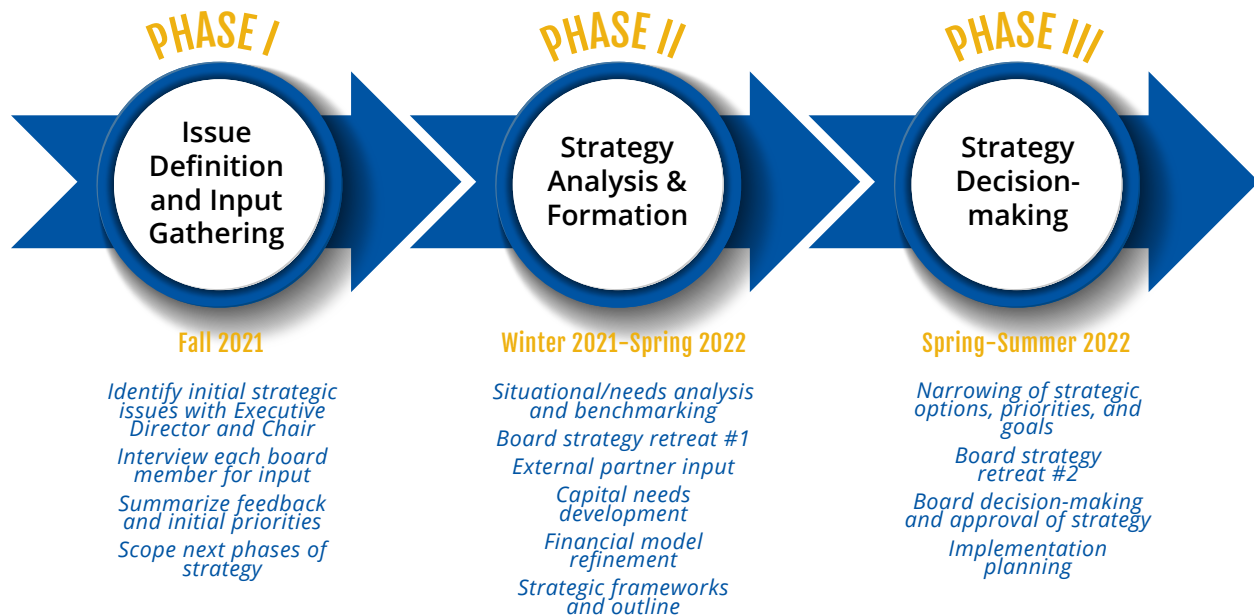 PHASE I
Issue
Definition
and Input
Gathering
Fall 2021
Identify initial strategic
issues with Executive
Director and Chair
Interview each board
member for input
Summarize feedback
and initial priorities
Scope next phases of
strategy
PHASE II
Strategy
Analysis &
Formation
Winter 2021–Spring 2022
Situational/needs analysis
and benchmarking
Board strategy retreat #1
External partner input
Capital needs
development
Financial model
refinement
Strategic frameworks
and outline
PHASE III
Strategy
Decision-
making
Spring–Summer 2022
Narrowing of strategic
options, priorities, and
goals
Board strategy
retreat #2
Board decision-making
and approval of strategy
Implementation
planning